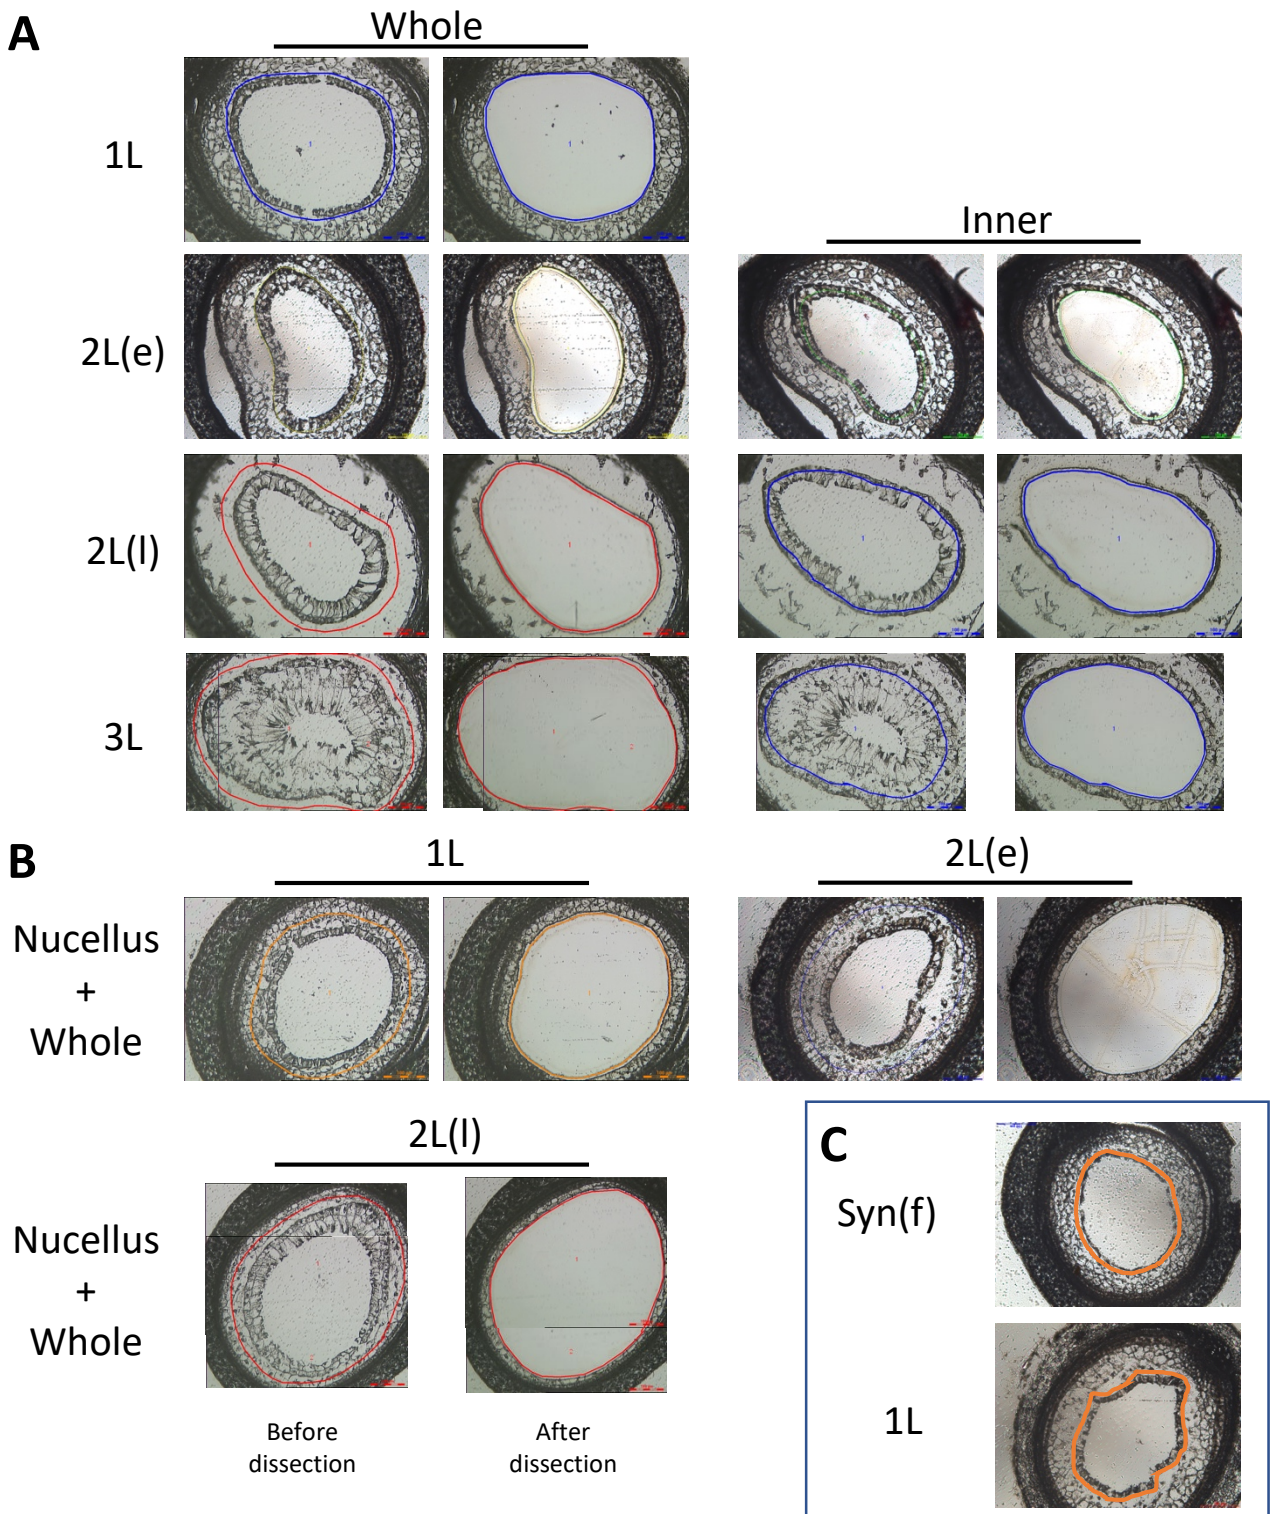 A
Whole
1L
Inner
2L(e)
2L(l)
3L
B
1L
2L(e)
Nucellus
+
Whole
2L(l)
C
Syn(f)
Nucellus
+
Whole
1L
Before
dissection
After
dissection